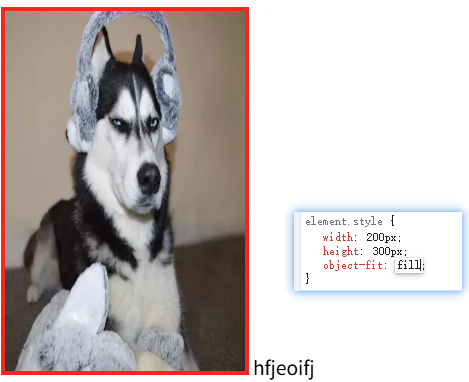 element.style {
width: 200px;
height: 300px;
object-fit: fill;
}
hfjeoifj